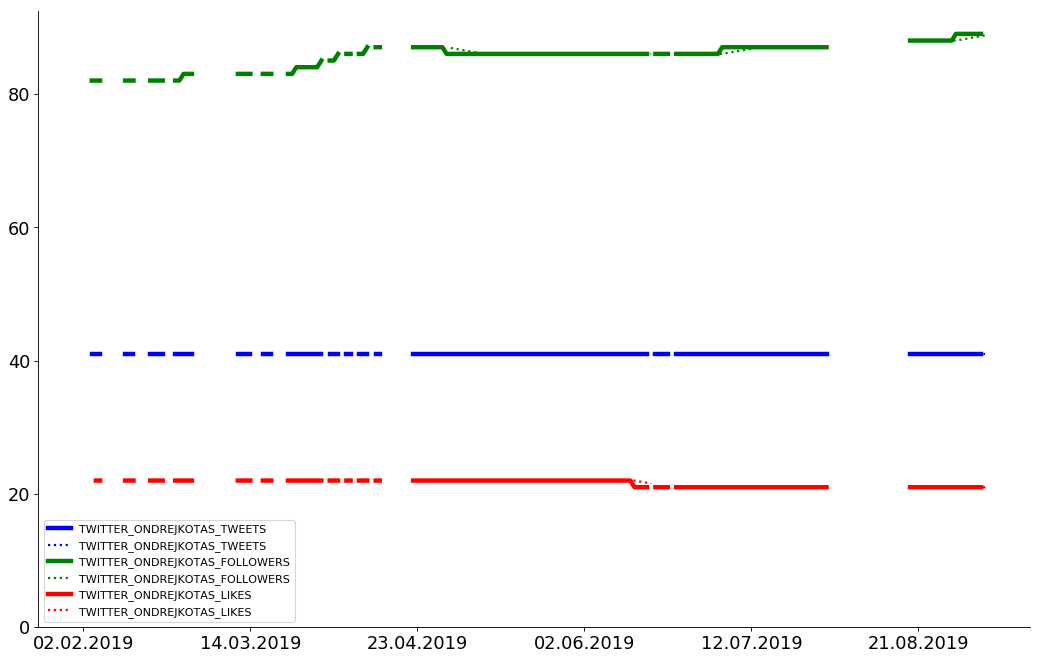 80
60
40
20
0
TWITTER_ONDREJKOTAS_TWEETS
TWITTER_ONDREJKOTAS_TWEETS
TWITTER_ONDREJKOTAS_FOLLOWERS
TWITTER_ONDREJKOTAS_FOLLOWERS
TWITTER_ONDREJKOTAS_LIKES
TWITTER_ONDREJKOTAS_LIKES
02.02.2019 14.03.2019 23.04.2019 02.06.2019 12.07.2019 21.08.2019